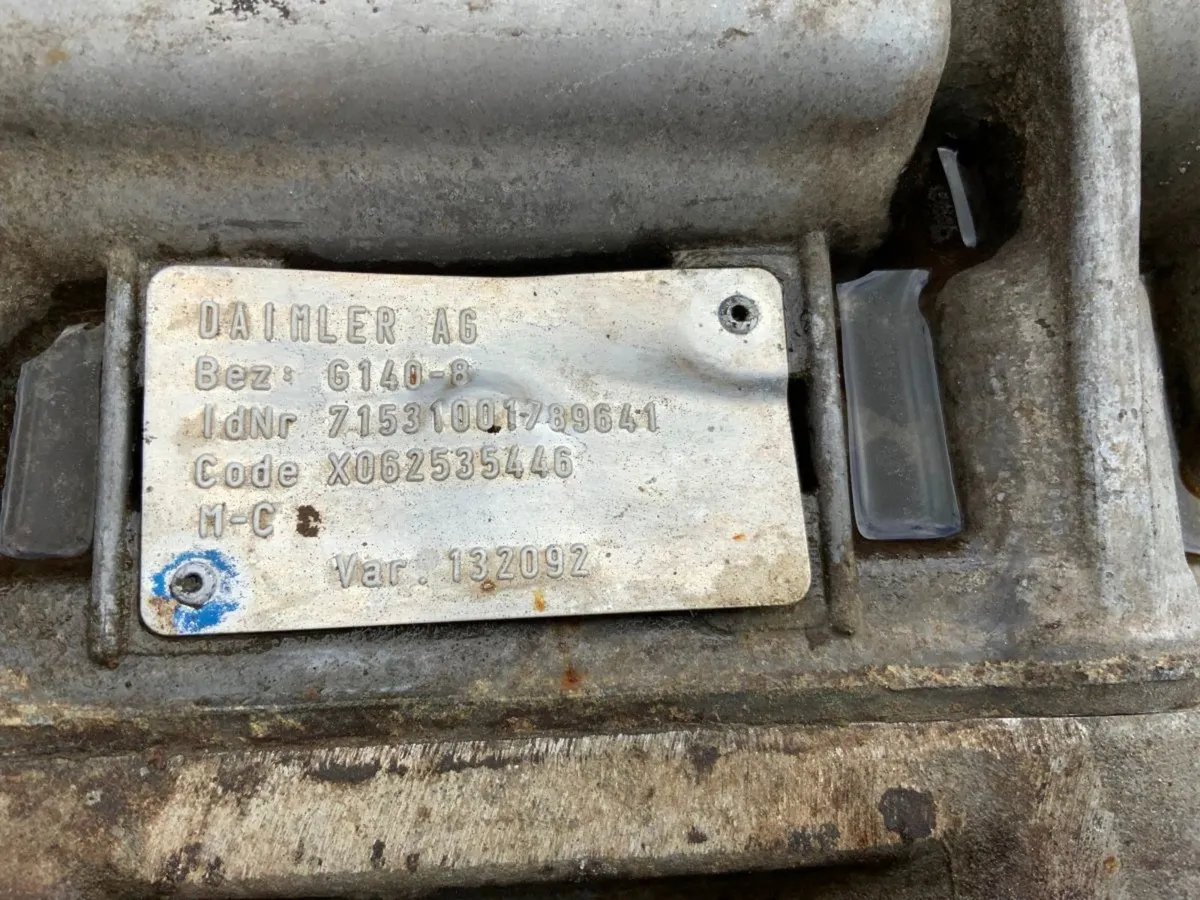 DAIMLER AG
Bez: G140-8
IdNr 71531001789641
Code X062535446
M-C
Var. 132092